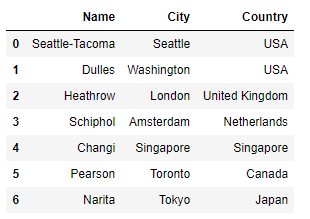 Name City Country
0 Seattle-Tacoma Seattle USA
1 Dulles Washington USA
2 Heathrow London United Kingdom
3 Schiphol Amsterdam Netherlands
4 Changi Singapore Singapore
5 Pearson Toronto Canada
6 Narita Tokyo Japan